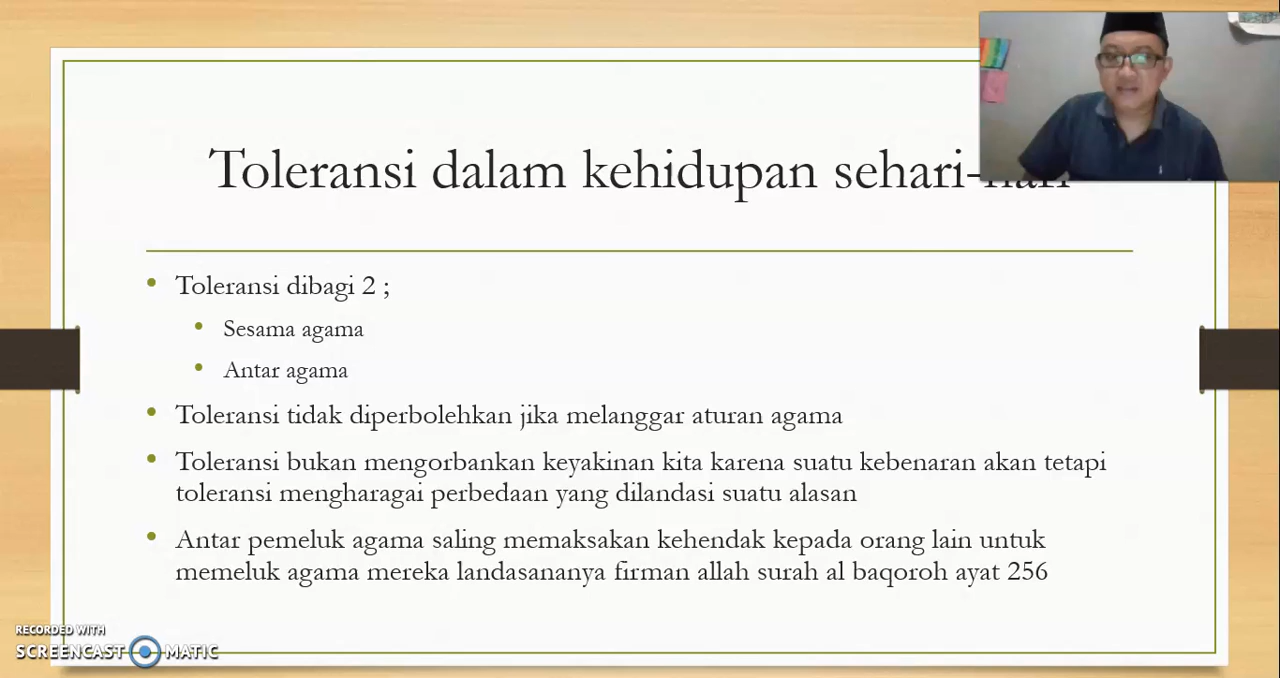 Toleransi dalam kehidupan sehari-hari
Toleransi dibagi 2 ;
Sesama agama
Antar agama
Toleransi tidak diperbolehkan jika melanggar aturan agama
Toleransi bukan mengorbankan keyakinan kita karena suatu kebenaran akan tetapi
toleransi mengharagai perbedaan yang dilandasi suatu alasan
Antar pemeluk agama saling memaksakan kehendak kepada orang lain untuk
memeluk agama mereka landasananya firman allah surah al baqoroh ayat 256
RECORDED WITH
SCREENCAST MATIC